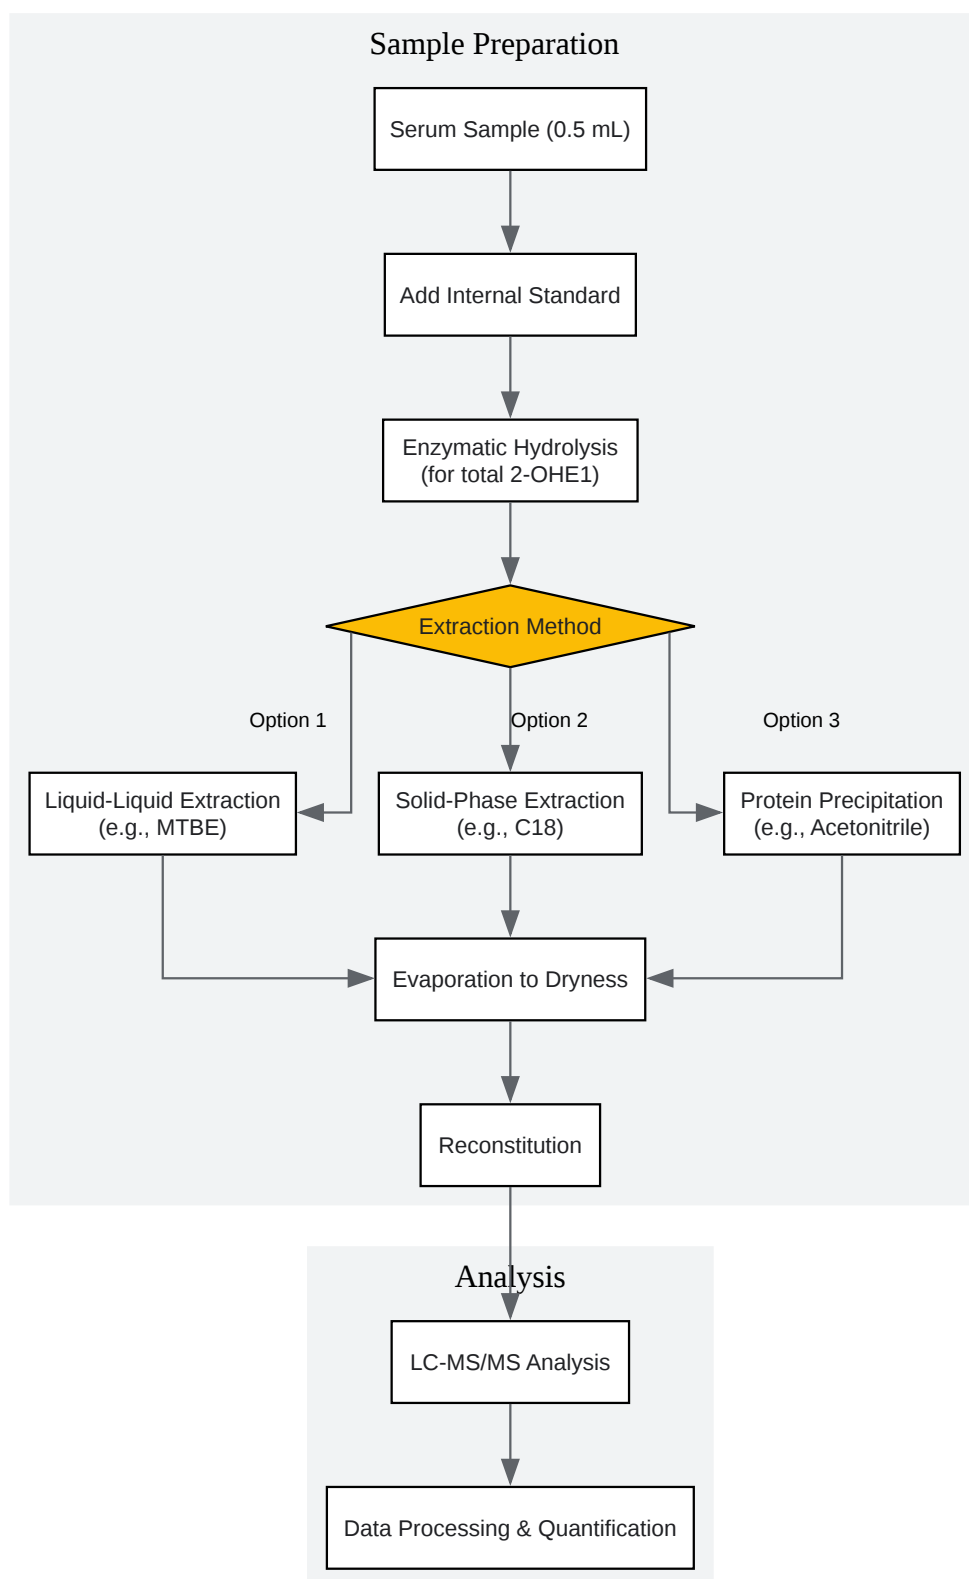 Sample Preparation
Serum Sample (0.5 mL)
Add Internal Standard
Enzymatic Hydrolysis
(for total 2-OHE1)
Extraction Method
Option 1
Option 2
Option 3
Liquid-Liquid Extraction
(e.g., MTBE)
Solid-Phase Extraction
(e.g., C18)
Protein Precipitation
(e.g., Acetonitrile)
Evaporation to Dryness
Reconstitution
Analysis
LC-MS/MS Analysis
Data Processing & Quantification